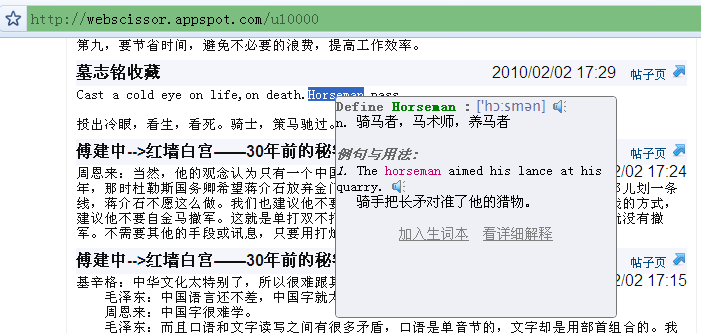 http://webscissor.appspot.com/u10000
第九，要节省时间，避免不必要的浪费，提高工作效率。
墓志铭收藏 2010/02/02 17:29 帖子页
Cast a cold eye on life,on death.Horseman pass
投出冷眼，看生，看死。骑士，策马驰过。
Define Horseman : ['hɔ:smən]
n. 骑马者，马术师，养马者
例句与用法:
1. The horseman aimed his lance at his
quarry.
骑手把长矛对准了他的猎物。
加入生词本 看详细解释
傅建中-->红墙白宫——30年前的秘 17:24 帖子页
周恩来：当然，他的观念认为只有一个中国 儿划一条
年，那时杜勒斯国务卿希望蒋介石放弃金门
线，蒋介石不愿这么做。我们也建议他不要 的方式，
建议他不要自金马撤军。这就是单打双不打 没有撤
军。不需要其他的手段或讯息，只要用打炮
傅建中-->红墙白宫——30年前的秘 /02 17:15 帖子页
基辛格：中华文化太特别了，所以很难跟其
毛泽东：中国语言还不差，中国字就太
周恩来：中国字很难学。
毛泽东：而且口语和文字读写之间有很多矛盾，口语是单音节的，文字却是用部首组合的。我